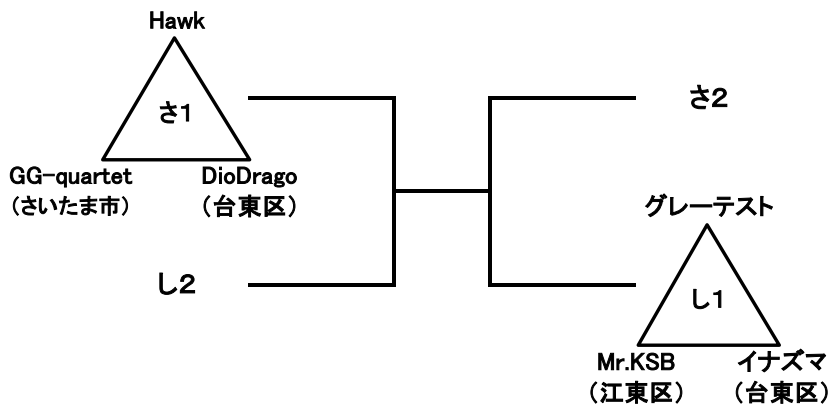 Hawk
さ1
GG-quartet
(さいたま市)
DioDrago
(台東区)
し2
さ2
グレーテスト
し1
Mr.KSB
(江東区)
イナズマ
(台東区)